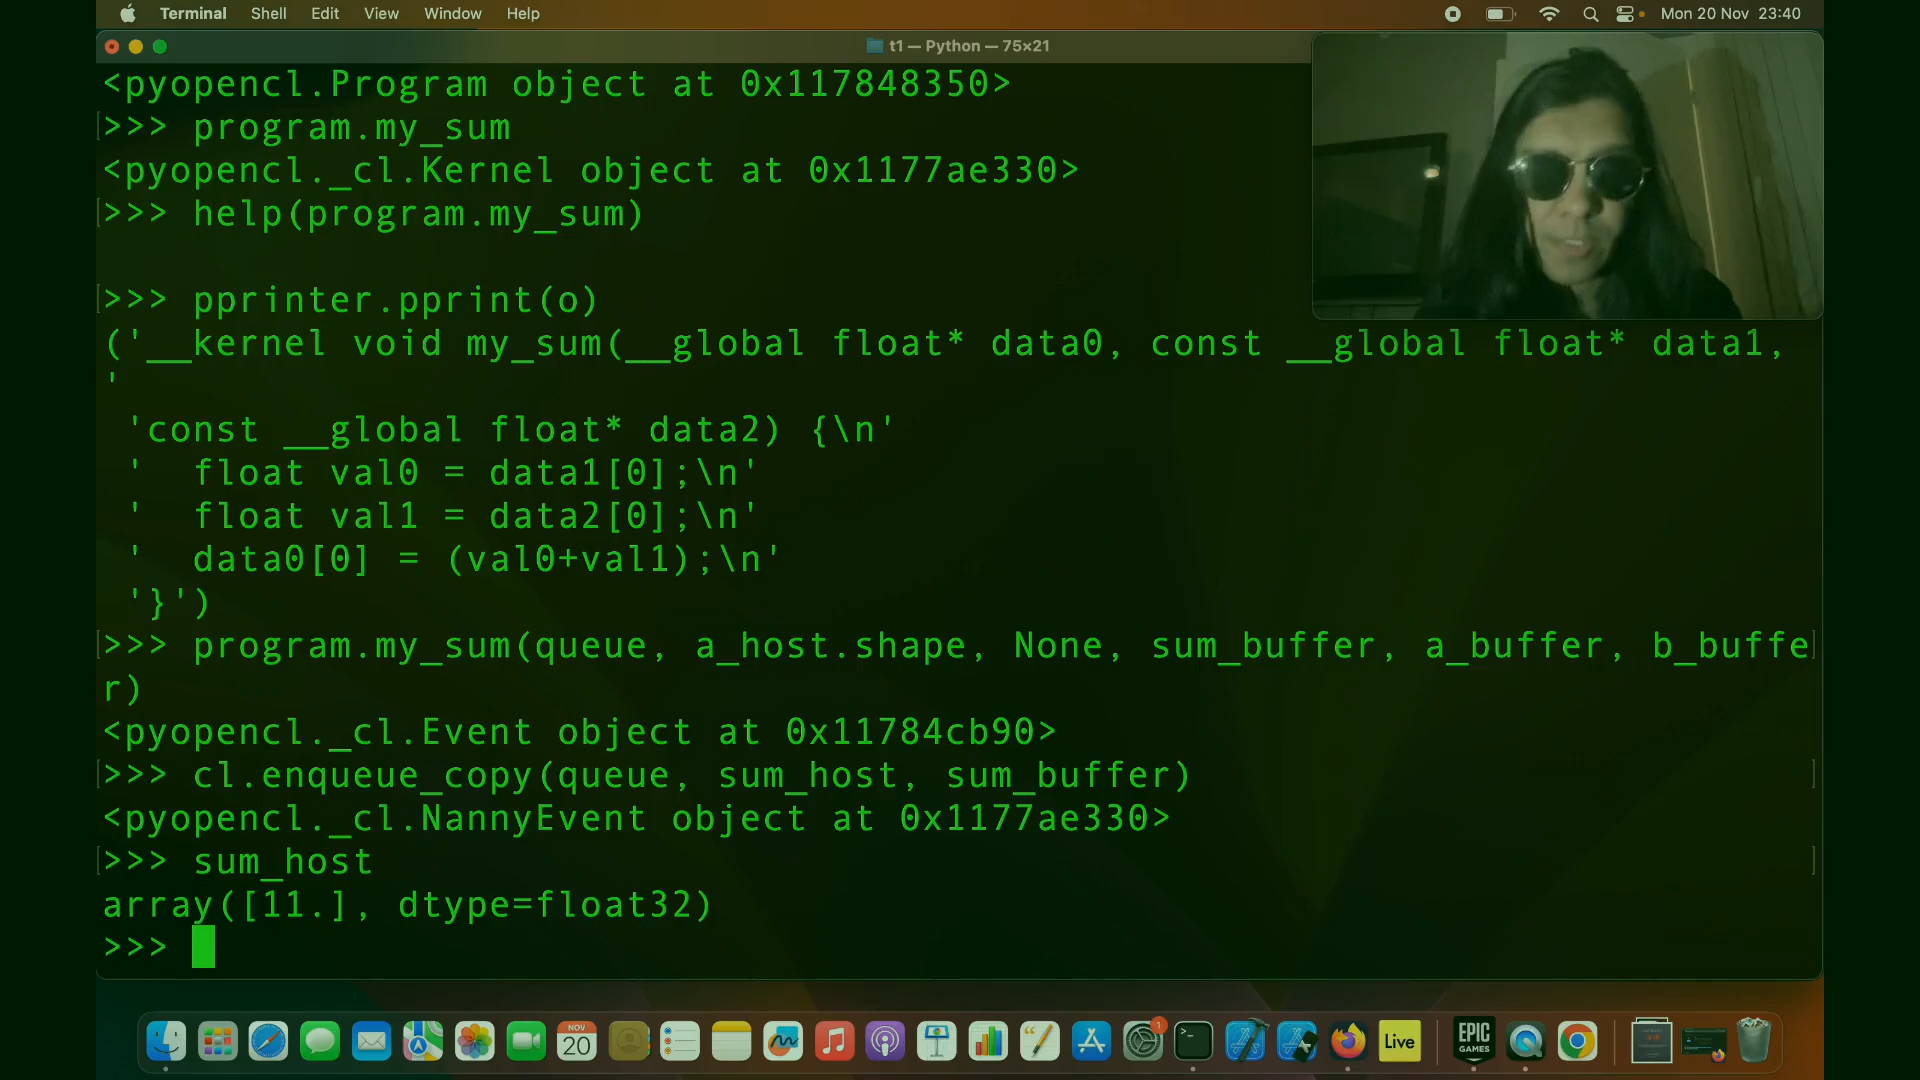 Terminal Shell Edit View Window Help Mon 20 Nov 23:40
t1 — Python — 75×21
<pyopencl.Program object at 0x117848350>
>>> program.my_sum
<pyopencl._cl.Kernel object at 0x1177ae330>
>>> help(program.my_sum)
>>> pprinter.pprint(o)
('__kernel void my_sum(__global float* data0, const __global float* data1,
'
'const __global float* data2) {\n'
'  float val0 = data1[0];\n'
'  float val1 = data2[0];\n'
'  data0[0] = (val0+val1);\n'
'}')
>>> program.my_sum(queue, a_host.shape, None, sum_buffer, a_buffer, b_buffe
r)
<pyopencl._cl.Event object at 0x11784cb90>
>>> cl.enqueue_copy(queue, sum_host, sum_buffer)
<pyopencl._cl.NannyEvent object at 0x1177ae330>
>>> sum_host
array([11.], dtype=float32)
>>>
NOV
20
1
Live
EPIC
GAMES